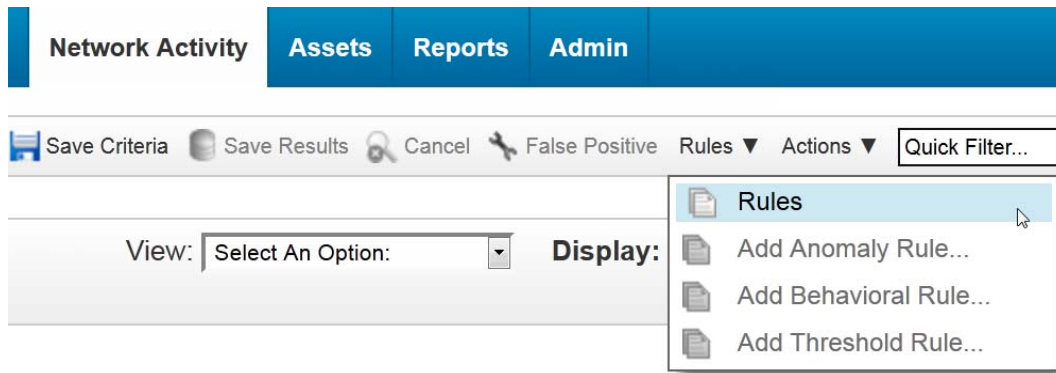 Network Activity Assets Reports Admin
Save Criteria Save Results Cancel False Positive Rules ▼ Actions ▼ Quick Filter...
Rules
View: Select An Option: Display:
Add Anomaly Rule...
Add Behavioral Rule...
Add Threshold Rule...